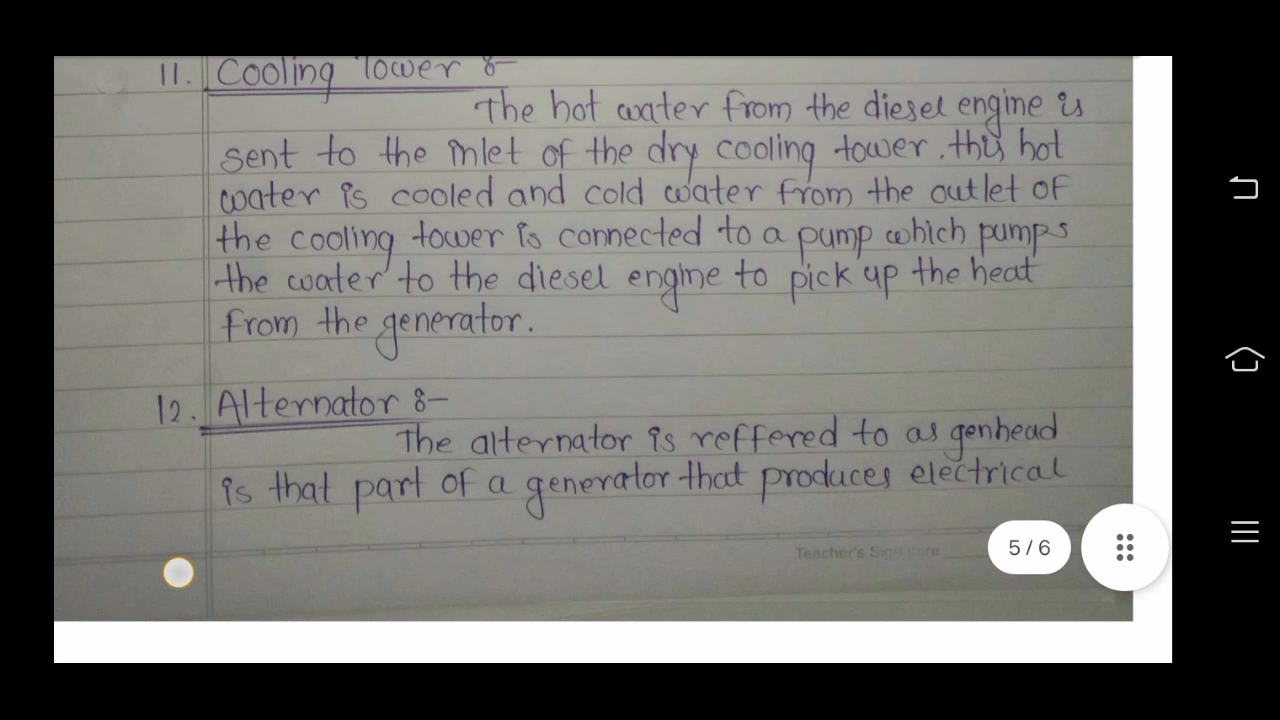 11. Cooling Tower :-
The hot water from the diesel engine is
sent to the inlet of the dry cooling tower. this hot
water is cooled and cold water from the outlet of
the cooling tower is connected to a pump which pumps
the water to the diesel engine to pick up the heat
from the generator.
12. Alternator :-
The alternator is reffered to as genhead
is that part of a generator that produces electrical
Teacher's Signature
5 / 6